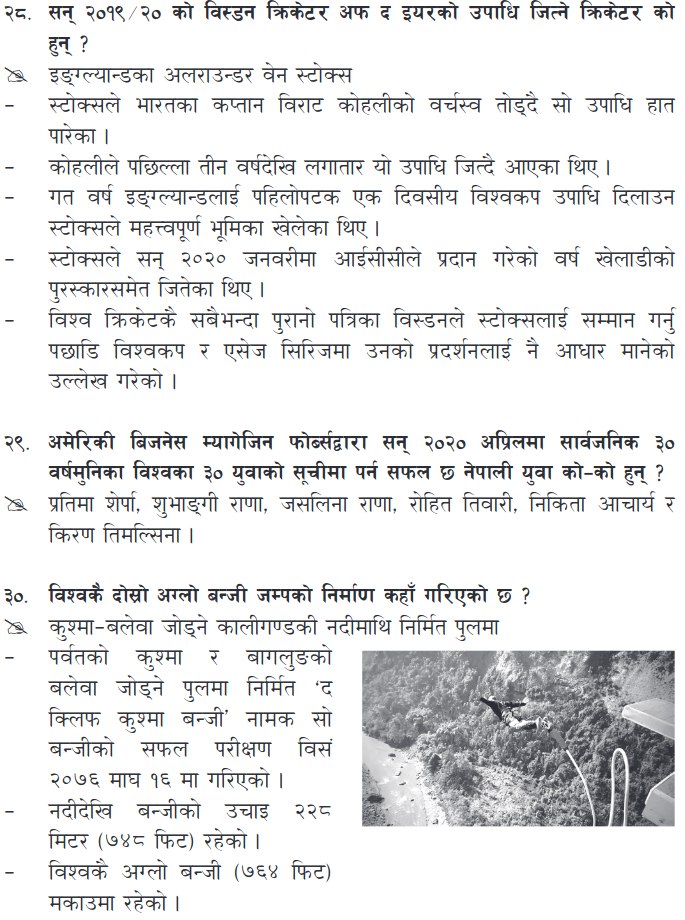 २८. सन् २०१९/२० को विस्डन क्रिकेटर अफ द इयरको उपाधि जित्ने क्रिकेटर को
हुन् ?
इङ्ग्ल्यान्डका अलराउन्डर वेन स्टोक्स
– स्टोक्सले भारतका कप्तान विराट कोहलीको वर्चस्व तोड्दै सो उपाधि हात
पारेका ।
– कोहलीले पछिल्ला तीन वर्षदेखि लगातार यो उपाधि जित्दै आएका थिए ।
– गत वर्ष इङ्ग्ल्यान्डलाई पहिलोपटक एक दिवसीय विश्वकप उपाधि दिलाउन
स्टोक्सले महत्त्वपूर्ण भूमिका खेलेका थिए ।
– स्टोक्सले सन् २०२० जनवरीमा आईसीसीले प्रदान गरेको वर्ष खेलाडीको
पुरस्कारसमेत जितेका थिए ।
– विश्व क्रिकेटकै सबैभन्दा पुरानो पत्रिका विस्डनले स्टोक्सलाई सम्मान गर्नु
पछाडि विश्वकप र एसेज सिरिजमा उनको प्रदर्शनलाई नै आधार मानेको
उल्लेख गरेको ।
२९. अमेरिकी बिजनेस म्यागेजिन फोर्ब्सद्वारा सन् २०२० अप्रिलमा सार्वजनिक ३०
वर्षमुनिका विश्वका ३० युवाको सूचीमा पर्न सफल छ नेपाली युवा को–को हुन् ?
प्रतिमा शेर्पा, शुभाङ्गी राणा, जसलिना राणा, रोहित तिवारी, निकिता आचार्य र
किरण तिमल्सिना ।
३०. विश्वकै दोस्रो अग्लो बन्जी जम्पको निर्माण कहाँ गरिएको छ ?
कुश्मा–बलेवा जोड्ने कालीगण्डकी नदीमाथि निर्मित पुलमा
– पर्वतको कुश्मा र बागलुङको
बलेवा जोड्ने पुलमा निर्मित ‘द
क्लिफ कुश्मा बन्जी’ नामक सो
बन्जीको सफल परीक्षण विसं
२०७६ माघ १६ मा गरिएको ।
– नदीदेखि बन्जीको उचाइ २२८
मिटर (७४८ फिट) रहेको ।
– विश्वकै अग्लो बन्जी (७६४ फिट)
मकाउमा रहेको ।